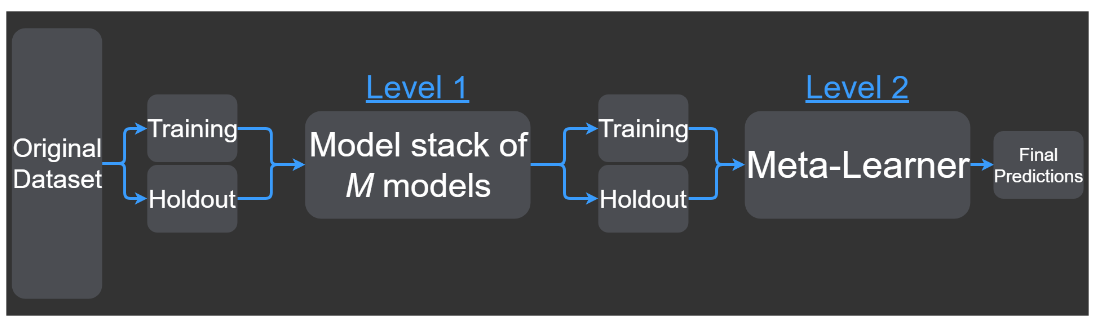 Original
Dataset
Training
Holdout
Level 1
Model stack of
M models
Training
Holdout
Level 2
Meta-Learner
Final
Predictions